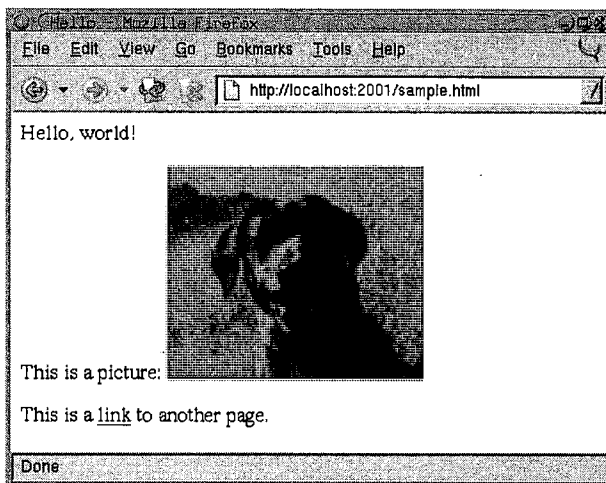 Hello - Mozilla Firefox
File Edit View Go Bookmarks Tools Help
http://localhost:2001/sample.html
Hello, world!
This is a picture:
This is a link to another page.
Done